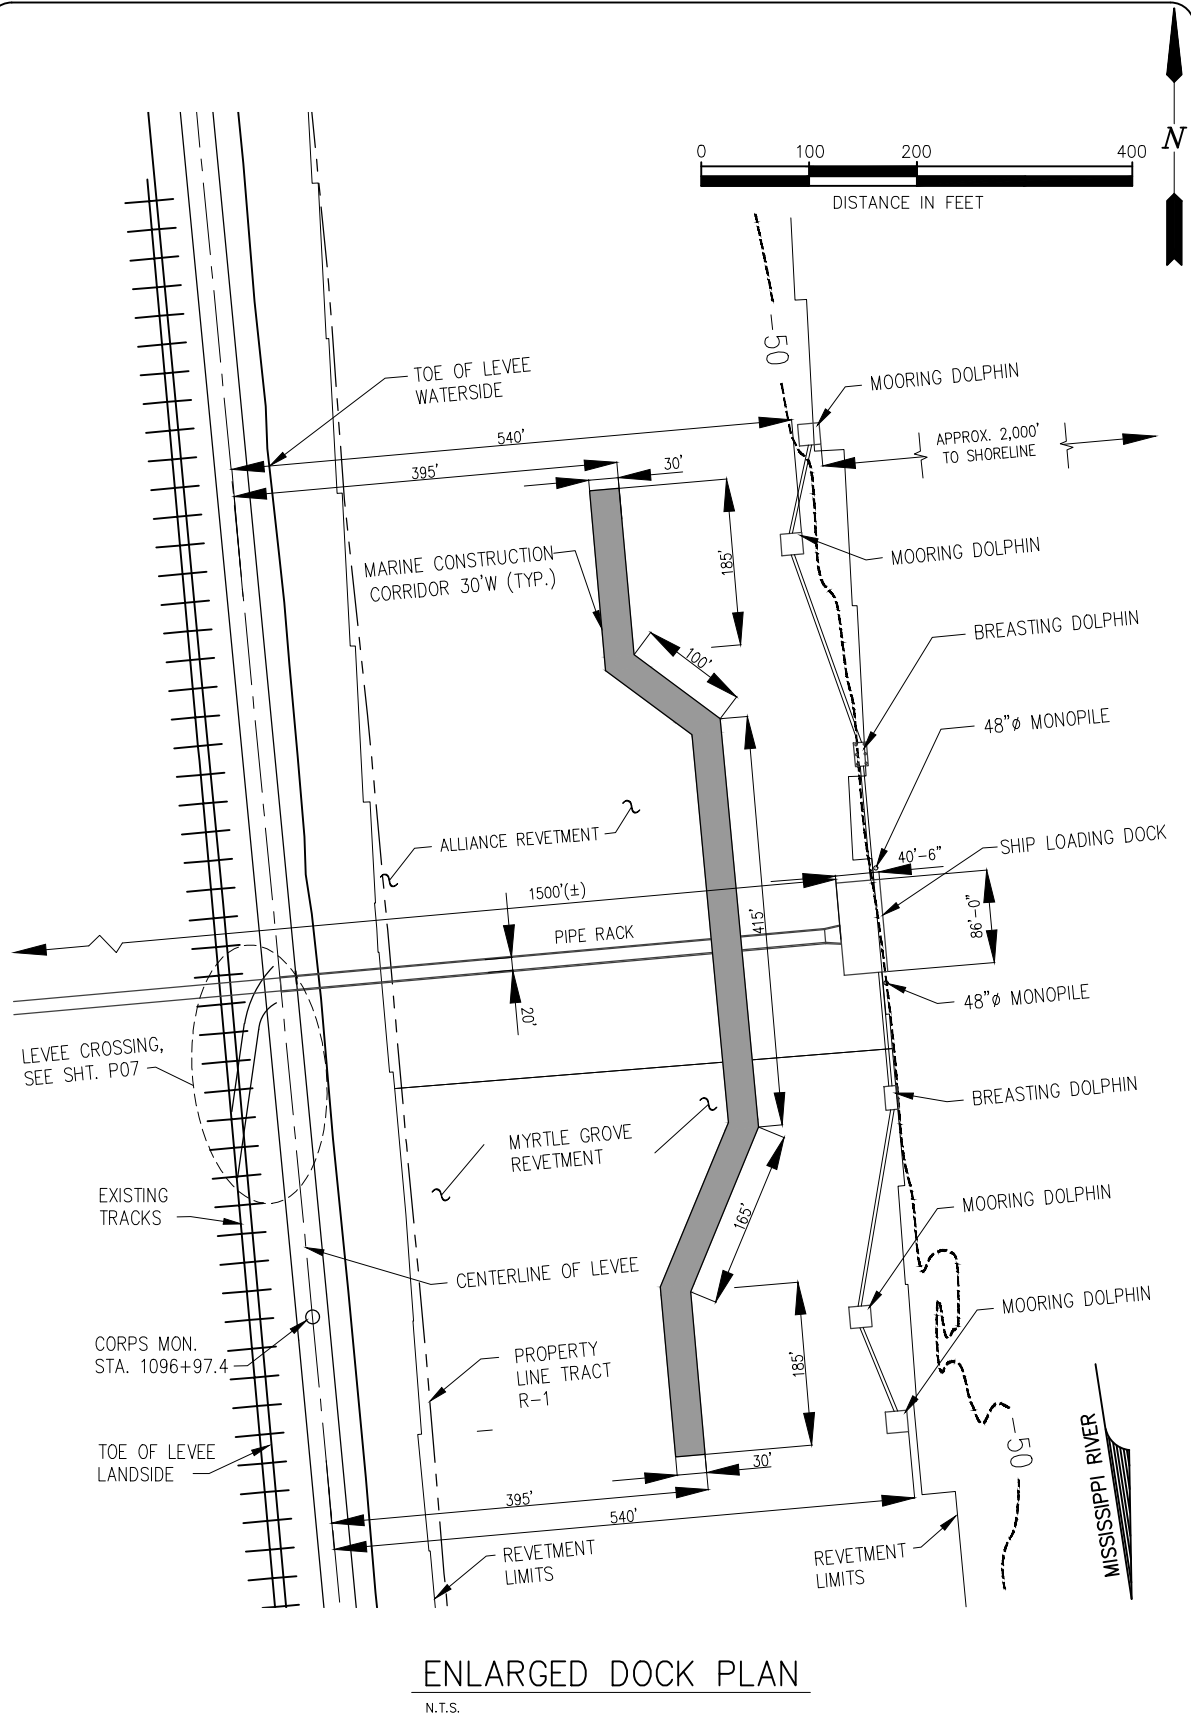 N
0 100 200 400
DISTANCE IN FEET
-50
TOE OF LEVEE
WATERSIDE
MOORING DOLPHIN
540'
APPROX. 2,000'
TO SHORELINE
395'
30'
MARINE CONSTRUCTION
CORRIDOR 30'W (TYP.)
185'
MOORING DOLPHIN
BREASTING DOLPHIN
100'
48"ø MONOPILE
ALLIANCE REVETMENT
SHIP LOADING DOCK
40'-6"
1500'(±)
415'
86'-0"
PIPE RACK
20'
48"ø MONOPILE
LEVEE CROSSING,
SEE SHT. P07
BREASTING DOLPHIN
MYRTLE GROVE
REVETMENT
EXISTING
TRACKS
165'
MOORING DOLPHIN
CENTERLINE OF LEVEE
MOORING DOLPHIN
CORPS MON.
STA. 1096+97.4
PROPERTY
LINE TRACT
R-1
185'
-50
TOE OF LEVEE
LANDSIDE
30'
395'
540'
MISSISSIPPI RIVER
REVETMENT
LIMITS
REVETMENT
LIMITS
ENLARGED DOCK PLAN
N.T.S.